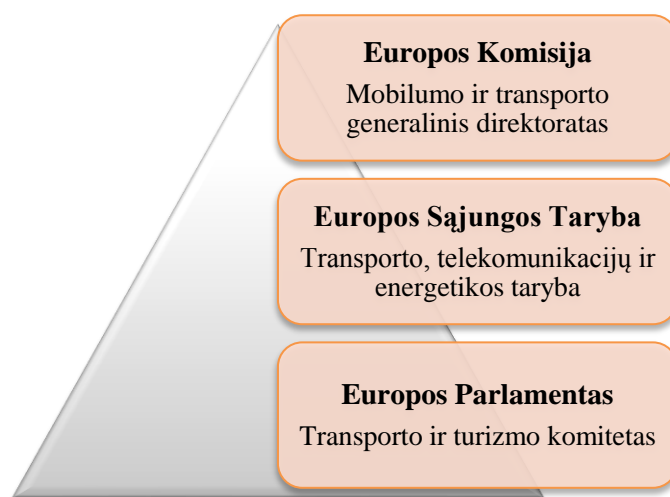 Europos Komisija
Mobilumo ir transporto
generalinis direktoratas
Europos Sąjungos Taryba
Transporto, telekomunikacijų ir
energetikos taryba
Europos Parlamentas
Transporto ir turizmo komitetas